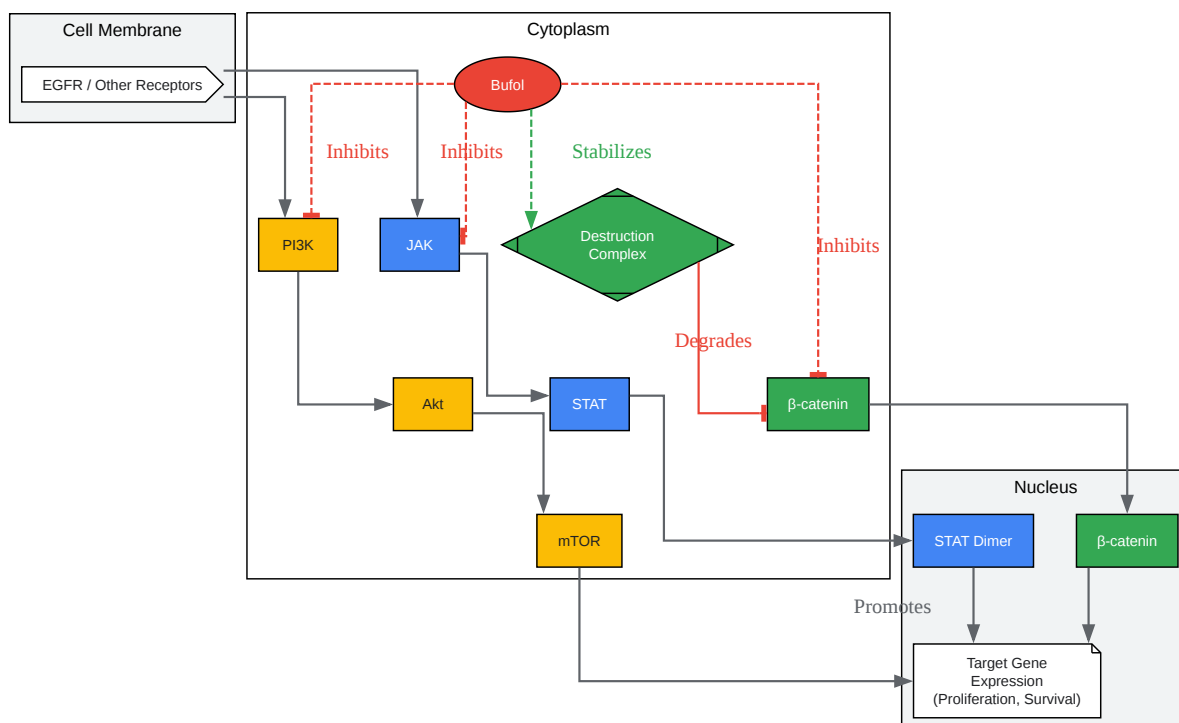 Cell Membrane
Cytoplasm
EGFR / Other Receptors
Bufol
Inhibits
Inhibits
Stabilizes
PI3K
JAK
Destruction
Complex
Inhibits
Degrades
Akt
STAT
β-catenin
Nucleus
mTOR
STAT Dimer
β-catenin
Promotes
Target Gene
Expression
(Proliferation, Survival)